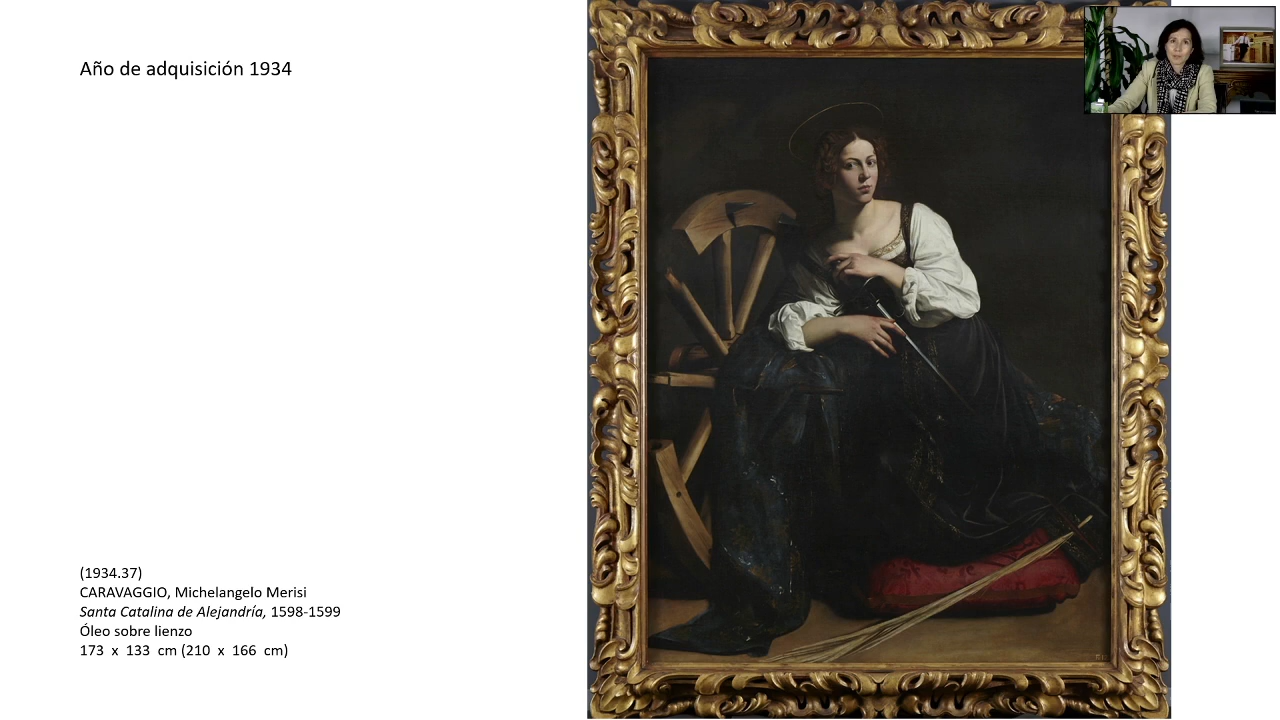 Año de adquisición 1934
(1934.37)
CARAVAGGIO, Michelangelo Merisi
Santa Catalina de Alejandría, 1598-1599
Óleo sobre lienzo
173 x 133 cm (210 x 166 cm)